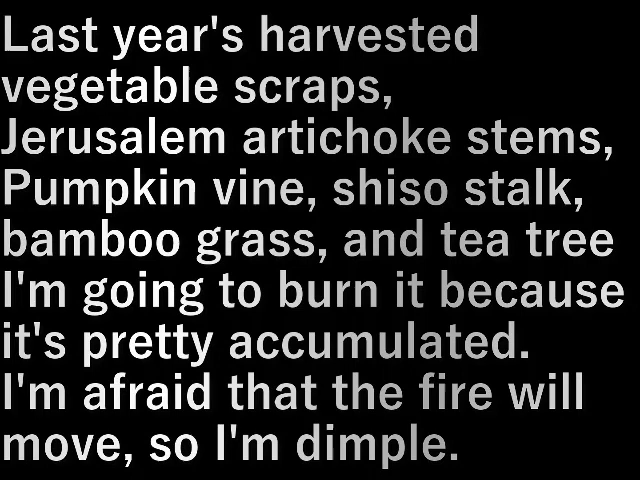 Last year's harvested
vegetable scraps,
Jerusalem artichoke stems,
Pumpkin vine, shiso stalk,
bamboo grass, and tea tree
I'm going to burn it because
it's pretty accumulated.
I'm afraid that the fire will
move, so I'm dimple.